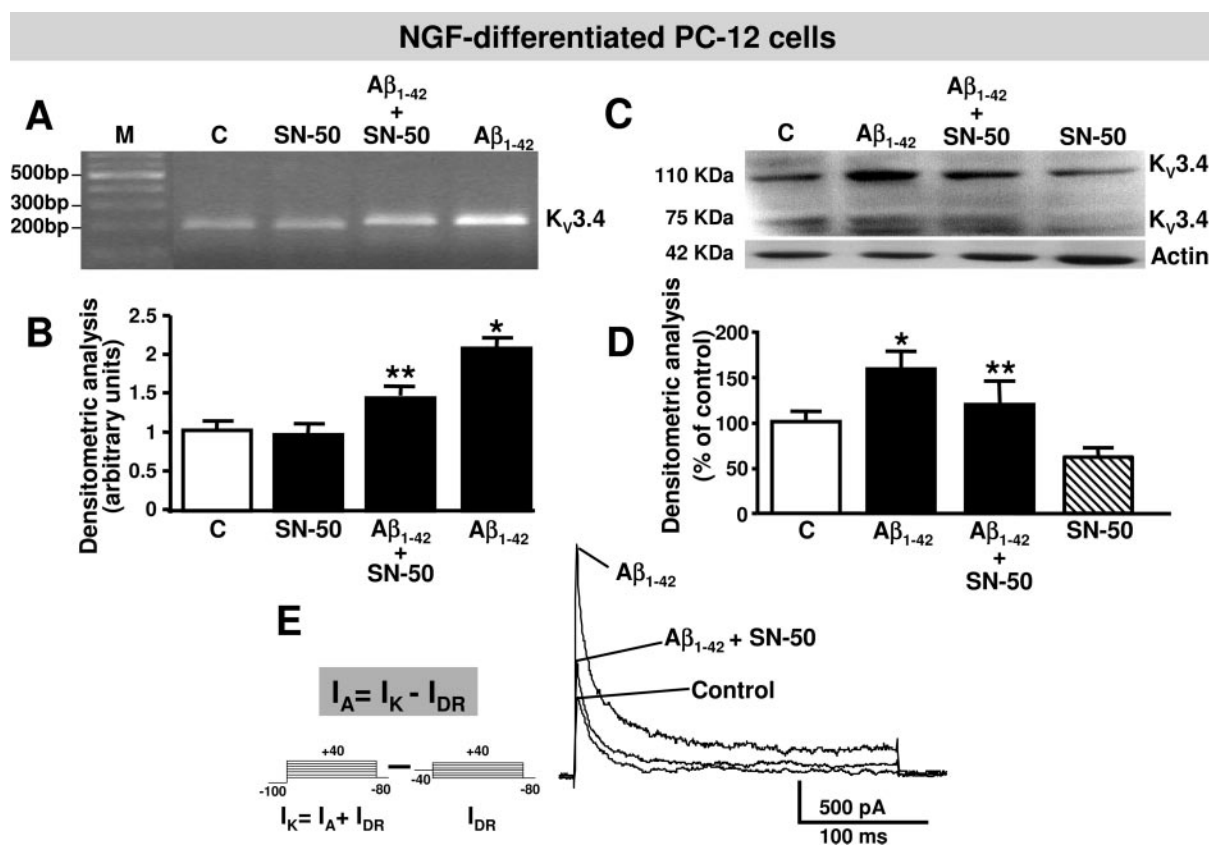 NGF-differentiated PC-12 cells
A
M
C
SN-50
Aβ1-42
+
SN-50
Aβ1-42
500bp
300bp
200bp
KV3.4
B
Densitometric analysis
(arbitrary units)
2.5
2
1.5
1
0.5
0
**
*
C
SN-50
Aβ1-42
+
SN-50
Aβ1-42
C
C
Aβ1-42
Aβ1-42
+
SN-50
SN-50
110 KDa
75 KDa
42 KDa
KV3.4
KV3.4
Actin
D
Densitometric analysis
(% of control)
200
150
100
50
0
*
**
C
Aβ1-42
Aβ1-42
+
SN-50
SN-50
E
IA= IK - IDR
+40
-100
-80
IK= IA+ IDR
+40
-40
-80
IDR
Aβ1-42
Aβ1-42 + SN-50
Control
500 pA
100 ms